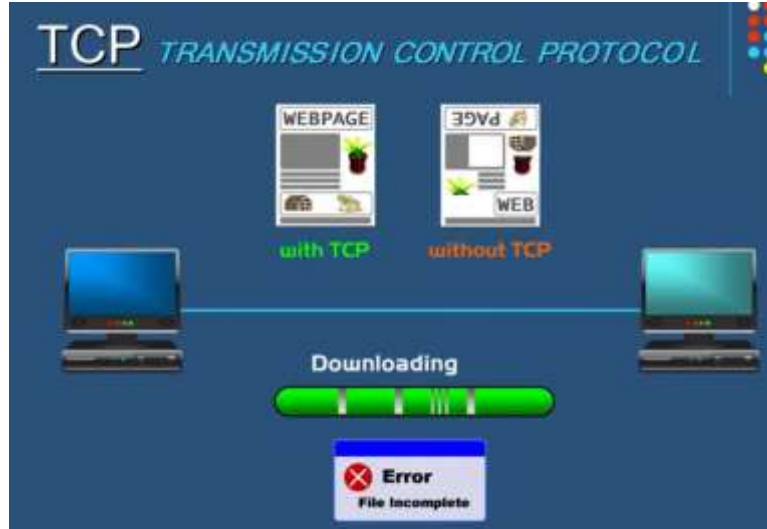 TCP TRANSMISSION CONTROL PROTOCOL
WEBPAGE
PAGE
WEB
with TCP
without TCP
Downloading
Error
File Incomplete